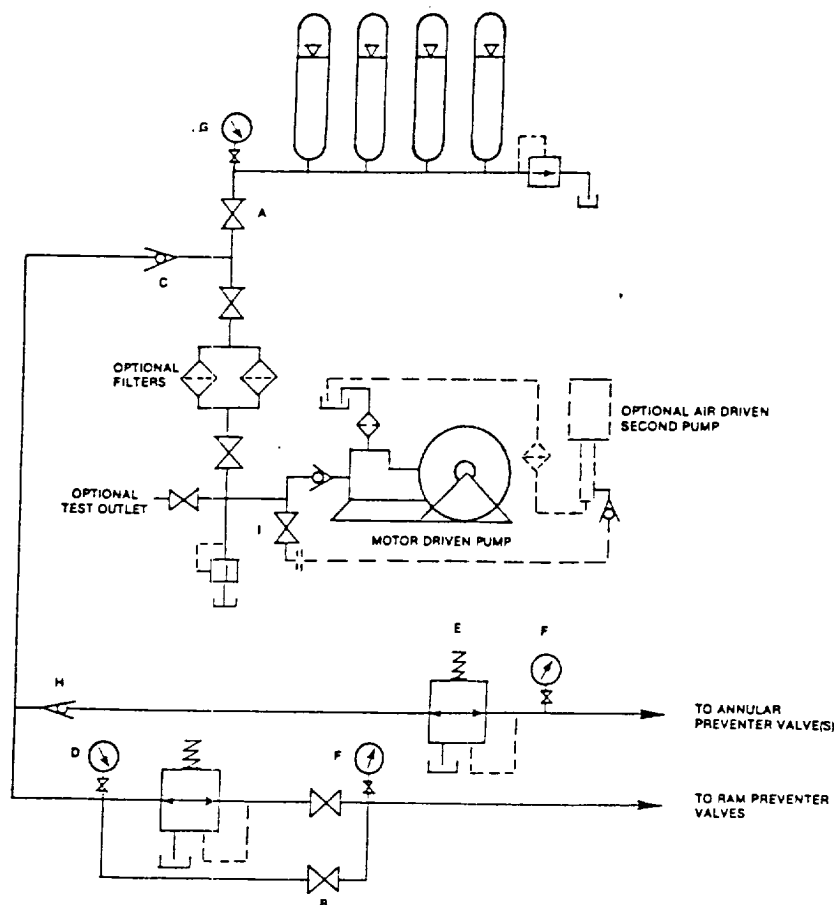 G
A
C
OPTIONAL
FILTERS
OPTIONAL AIR DRIVEN
SECOND PUMP
OPTIONAL
TEST OUTLET
I
MOTOR DRIVEN PUMP
E
F
H
TO ANNULAR
PREVENTER VALVE(S)
D
F
TO RAM PREVENTER
VALVES
B